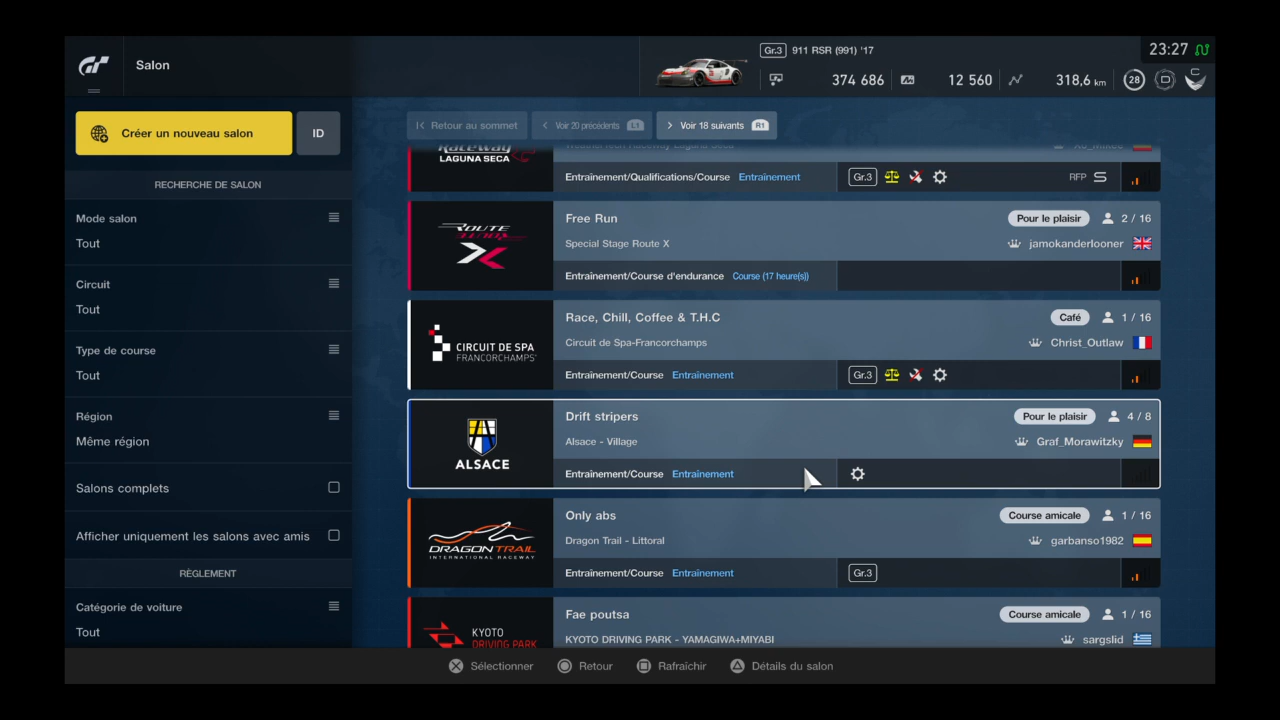 GT
Salon
Gr.3 911 RSR (991) '17
374 686
12 560
318,6 km
28
D
C
23:27
Créer un nouveau salon
ID
RECHERCHE DE SALON
Mode salon
Tout
Circuit
Tout
Type de course
Tout
Région
Même région
Salons complets
Afficher uniquement les salons avec amis
RÈGLEMENT
Catégorie de voiture
Tout
Retour au sommet
Voir 20 précédents L1
Voir 18 suivants R1
Raceway
LAGUNA SECA
WeatherTech Raceway Laguna Seca
Entraînement/Qualifications/Course Entraînement
Gr.3
RFP S
ROUTE
X
Free Run
Pour le plaisir 2 / 16
Special Stage Route X
jamokanderlooner
Entraînement/Course d'endurance Course (17 heure(s))
CIRCUIT DE SPA
FRANCORCHAMPS
Race, Chill, Coffee & T.H.C
Café 1 / 16
Circuit de Spa-Francorchamps
Christ_Outlaw
Entraînement/Course Entraînement
Gr.3
ALSACE
Drift stripers
Pour le plaisir 4 / 8
Alsace - Village
Graf_Morawitzky
Entraînement/Course Entraînement
DRAGON TRAIL
INTERNATIONAL RACEWAY
Only abs
Course amicale 1 / 16
Dragon Trail - Littoral
garbanso1982
Entraînement/Course Entraînement
Gr.3
KYOTO
DRIVING PARK
Fae poutsa
Course amicale 1 / 16
KYOTO DRIVING PARK - YAMAGIWA+MIYABI
sargslid
Sélectionner
Retour
Rafraîchir
Détails du salon